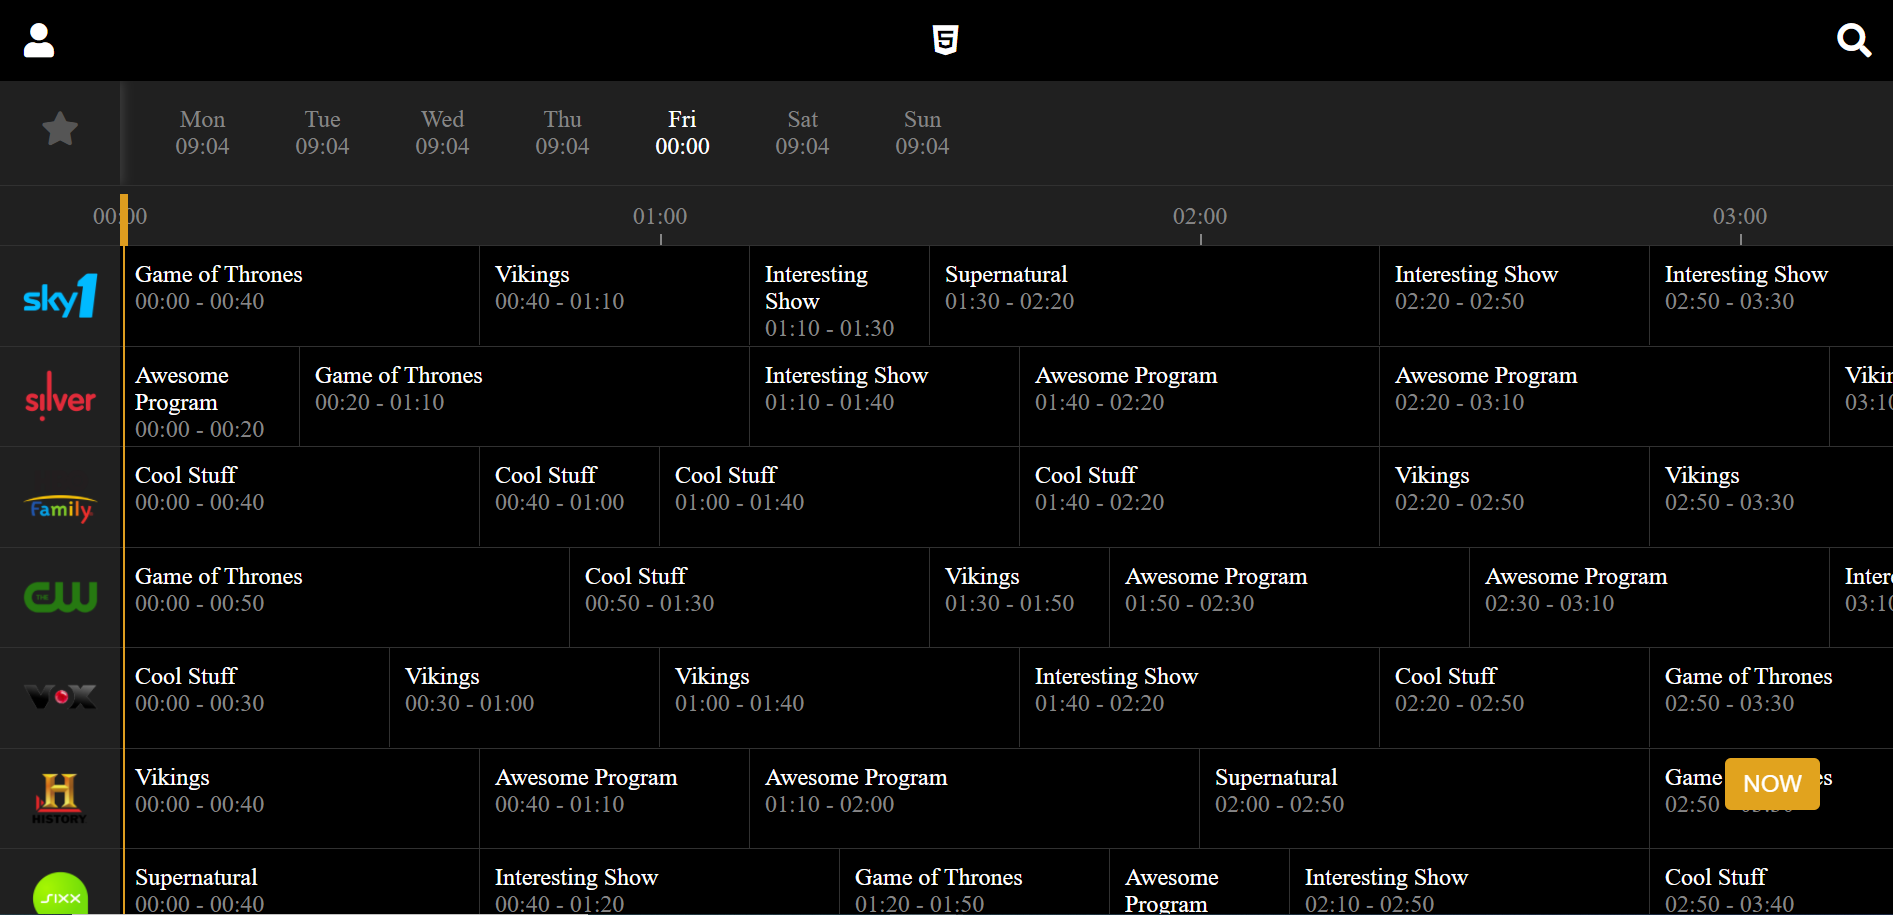 5
Mon Tue Wed Thu Fri Sat Sun
09:04 09:04 09:04 09:04 00:00 09:04 09:04
00:00 01:00 02:00 03:00
sky1
Game of Thrones
00:00 - 00:40
Vikings
00:40 - 01:10
Interesting
Show
01:10 - 01:30
Supernatural
01:30 - 02:20
Interesting Show
02:20 - 02:50
Interesting Show
02:50 - 03:30
silver
Awesome
Program
00:00 - 00:20
Game of Thrones
00:20 - 01:10
Interesting Show
01:10 - 01:40
Awesome Program
01:40 - 02:20
Awesome Program
02:20 - 03:10
Family
Cool Stuff
00:00 - 00:40
Cool Stuff
00:40 - 01:00
Cool Stuff
01:00 - 01:40
Cool Stuff
01:40 - 02:20
Vikings
02:20 - 02:50
Vikings
02:50 - 03:30
THE CW
Game of Thrones
00:00 - 00:50
Cool Stuff
00:50 - 01:30
Vikings
01:30 - 01:50
Awesome Program
01:50 - 02:30
Awesome Program
02:30 - 03:10
VOX
Cool Stuff
00:00 - 00:30
Vikings
00:30 - 01:00
Vikings
01:00 - 01:40
Interesting Show
01:40 - 02:20
Cool Stuff
02:20 - 02:50
Game of Thrones
02:50 - 03:30
H
HISTORY
Vikings
00:00 - 00:40
Awesome Program
00:40 - 01:10
Awesome Program
01:10 - 02:00
Supernatural
02:00 - 02:50
Game
02:50
NOW
sixx
Supernatural
00:00 - 00:40
Interesting Show
00:40 - 01:20
Game of Thrones
01:20 - 01:50
Awesome
Program
Interesting Show
02:10 - 02:50
Cool Stuff
02:50 - 03:40